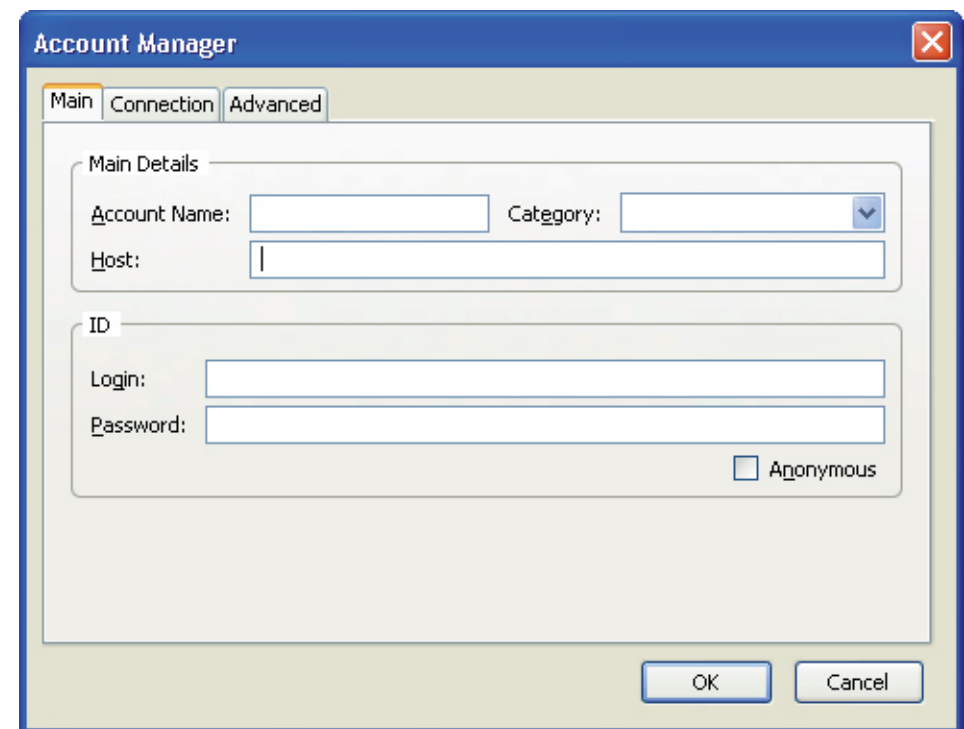 Account Manager
Main Connection Advanced
Main Details
Account Name: Category:
Host:
ID
Login:
Password:
Anonymous
OK Cancel